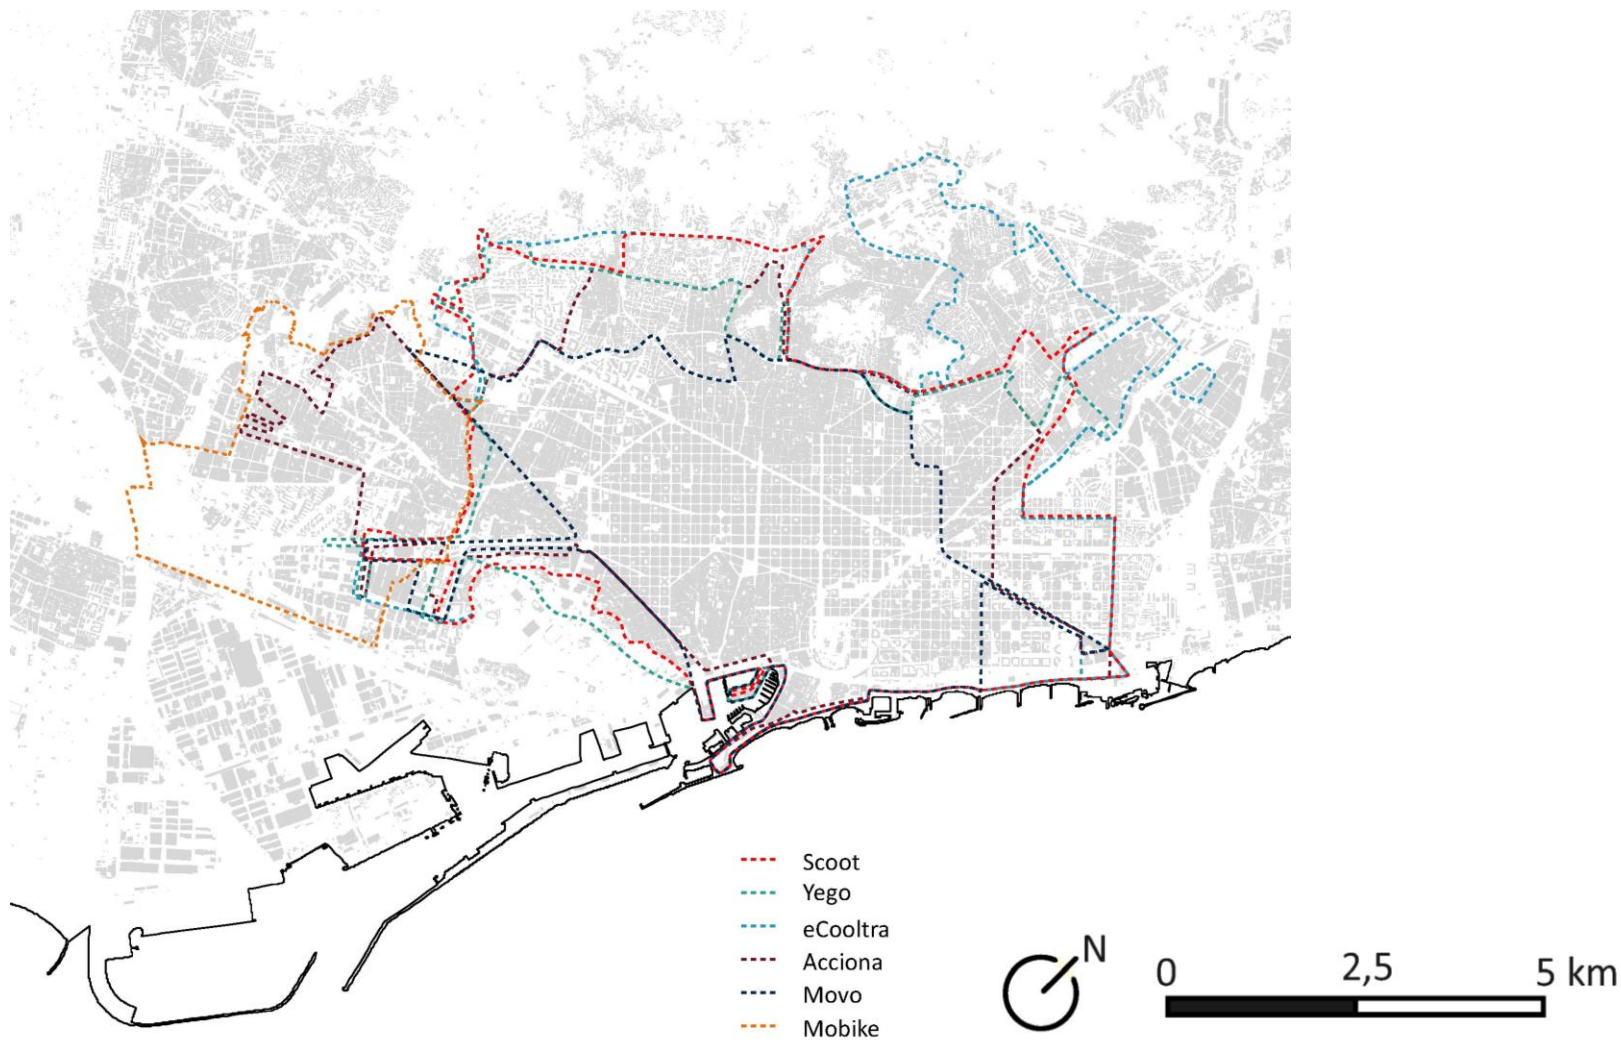 Scoot
Yego
eCooltra
Acciona
Movo
Mobike
N
0 2,5 5 km